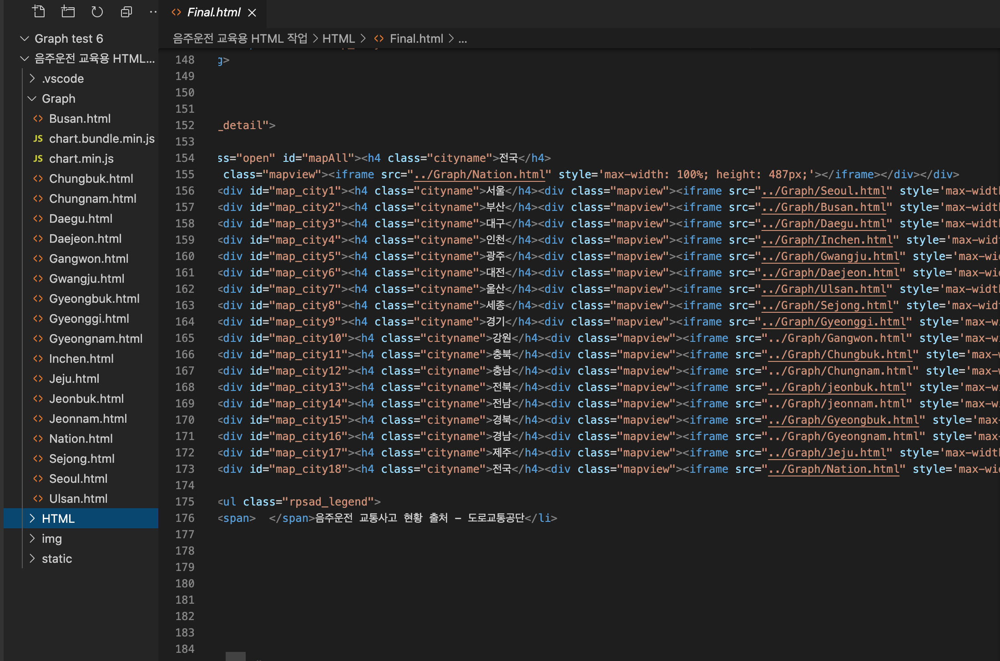 Final.html
음주운전 교육용 HTML 작업 > HTML > Final.html > ...
Graph test 6
음주운전 교육용 HTML...
.vscode
Graph
Busan.html
JS chart.bundle.min.js
JS chart.min.js
Chungbuk.html
Chungnam.html
Daegu.html
Daejeon.html
Gangwon.html
Gwangju.html
Gyeongbuk.html
Gyeonggi.html
Gyeongnam.html
Inchen.html
Jeju.html
Jeonbuk.html
Jeonnam.html
Nation.html
Sejong.html
Seoul.html
Ulsan.html
HTML
img
static
148 g>
149
150
151
152 _detail">
153
154 ss="open" id="mapAll"><h4 class="cityname">전국</h4>
155 class="mapview"><iframe src="../Graph/Nation.html" style='max-width: 100%; height: 487px;'></iframe></div></div>
156 <div id="map_city1"><h4 class="cityname">서울</h4><div class="mapview"><iframe src="../Graph/Seoul.html" style='max-width
157 <div id="map_city2"><h4 class="cityname">부산</h4><div class="mapview"><iframe src="../Graph/Busan.html" style='max-width
158 <div id="map_city3"><h4 class="cityname">대구</h4><div class="mapview"><iframe src="../Graph/Daegu.html" style='max-width
159 <div id="map_city4"><h4 class="cityname">인천</h4><div class="mapview"><iframe src="../Graph/Inchen.html" style='max-widt
160 <div id="map_city5"><h4 class="cityname">광주</h4><div class="mapview"><iframe src="../Graph/Gwangju.html" style='max-wid
161 <div id="map_city6"><h4 class="cityname">대전</h4><div class="mapview"><iframe src="../Graph/Daejeon.html" style='max-wid
162 <div id="map_city7"><h4 class="cityname">울산</h4><div class="mapview"><iframe src="../Graph/Ulsan.html" style='max-width
163 <div id="map_city8"><h4 class="cityname">세종</h4><div class="mapview"><iframe src="../Graph/Sejong.html" style='max-widt
164 <div id="map_city9"><h4 class="cityname">경기</h4><div class="mapview"><iframe src="../Graph/Gyeonggi.html" style='max-wi
165 <div id="map_city10"><h4 class="cityname">강원</h4><div class="mapview"><iframe src="../Graph/Gangwon.html" style='max-wi
166 <div id="map_city11"><h4 class="cityname">충북</h4><div class="mapview"><iframe src="../Graph/Chungbuk.html" style='max-w
167 <div id="map_city12"><h4 class="cityname">충남</h4><div class="mapview"><iframe src="../Graph/Chungnam.html" style='max-w
168 <div id="map_city13"><h4 class="cityname">전북</h4><div class="mapview"><iframe src="../Graph/jeonbuk.html" style='max-wi
169 <div id="map_city14"><h4 class="cityname">전남</h4><div class="mapview"><iframe src="../Graph/jeonnam.html" style='max-wi
170 <div id="map_city15"><h4 class="cityname">경북</h4><div class="mapview"><iframe src="../Graph/Gyeongbuk.html" style='max-
171 <div id="map_city16"><h4 class="cityname">경남</h4><div class="mapview"><iframe src="../Graph/Gyeongnam.html" style='max-
172 <div id="map_city17"><h4 class="cityname">제주</h4><div class="mapview"><iframe src="../Graph/Jeju.html" style='max-width
173 <div id="map_city18"><h4 class="cityname">전국</h4><div class="mapview"><iframe src="../Graph/Nation.html" style='max-wid
174
175 <ul class="rpsad_legend">
176 <span>  </span>음주운전 교통사고 현황 출처 - 도로교통공단</li>
177
178
179
180
181
182
183
184